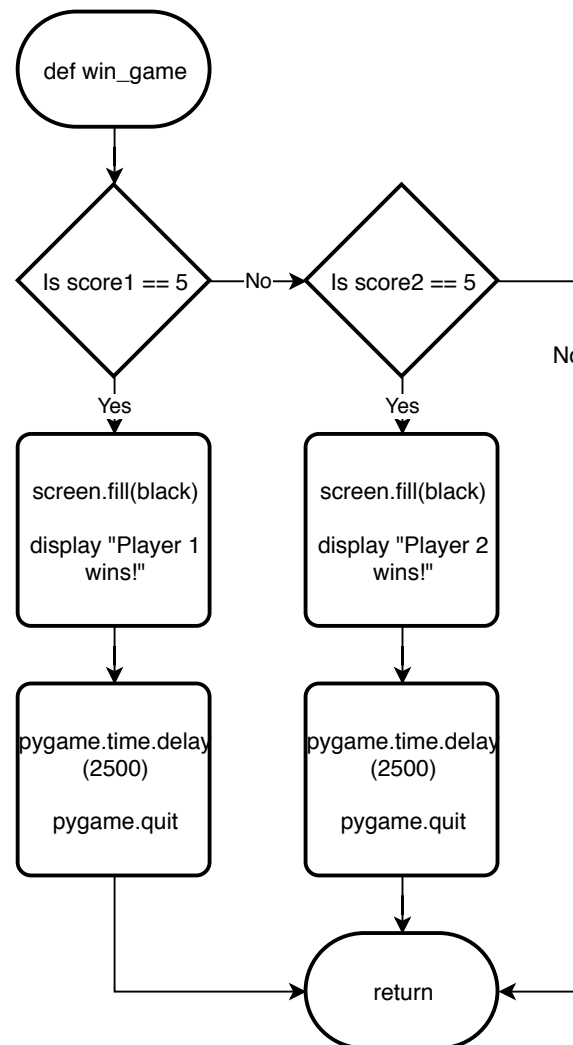 def win_game
Is score1 == 5
No
Is score2 == 5
No
Yes
Yes
screen.fill(black)
display "Player 1
wins!"
screen.fill(black)
display "Player 2
wins!"
pygame.time.delay
(2500)
pygame.quit
pygame.time.delay
(2500)
pygame.quit
return